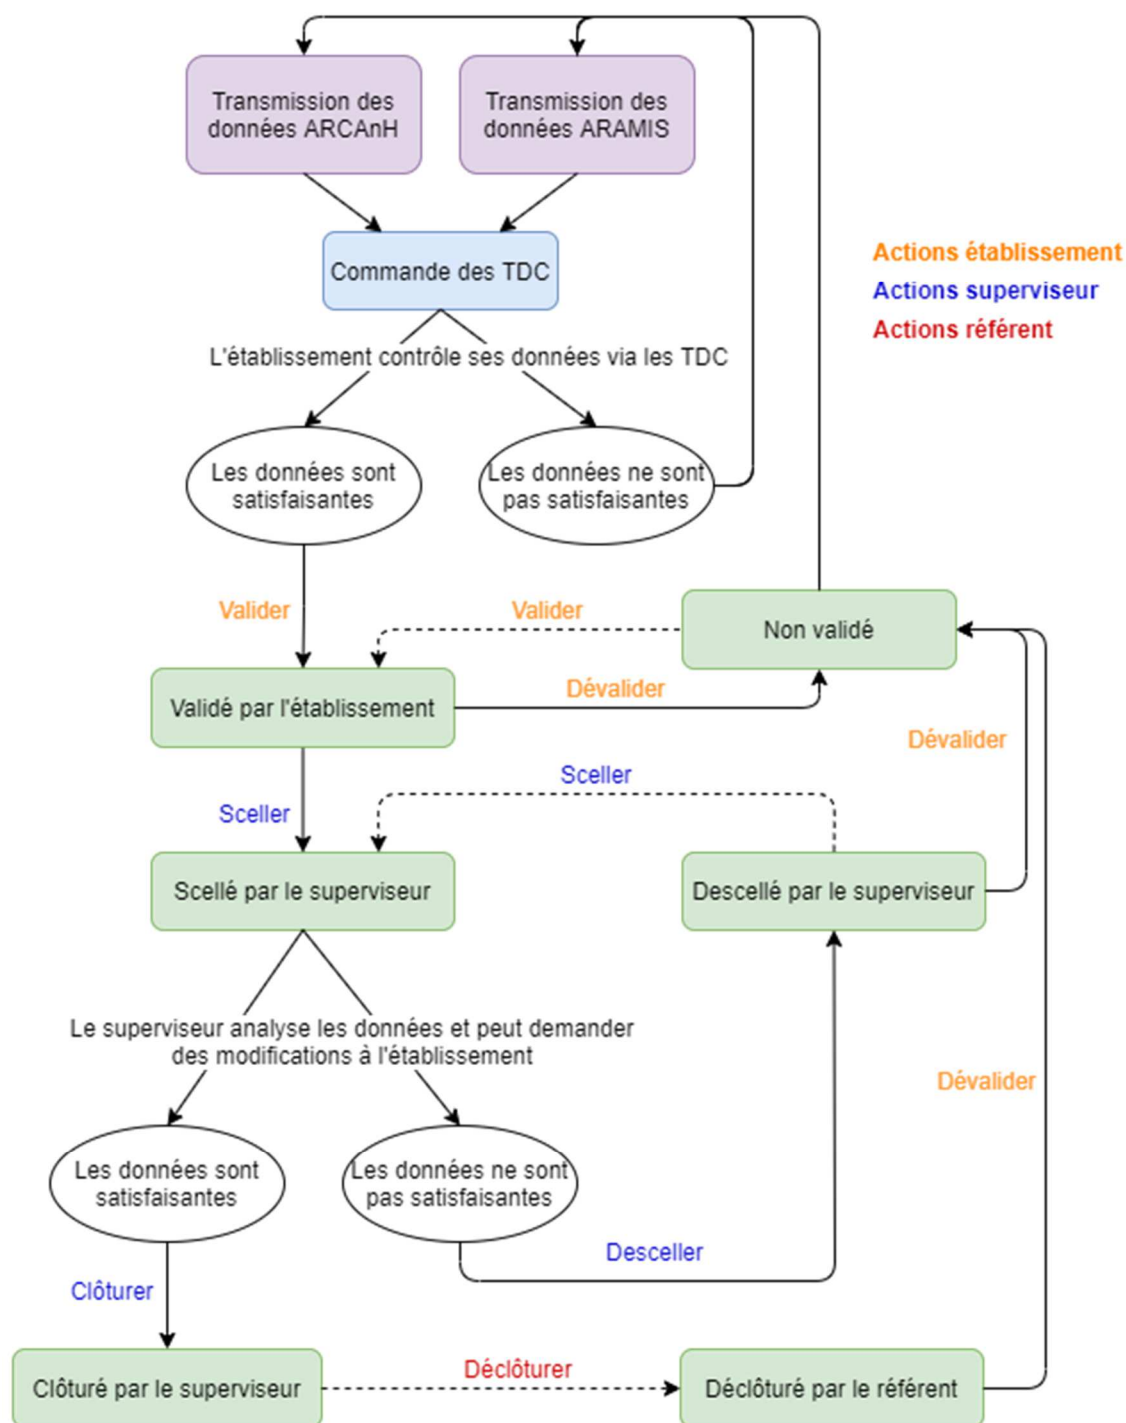 Transmission des
données ARCAnH
Transmission des
données ARAMIS
Commande des TDC
Actions établissement
Actions superviseur
Actions référent
L'établissement contrôle ses données via les TDC
Les données sont
satisfaisantes
Les données ne sont
pas satisfaisantes
Valider
Valider
Non validé
Validé par l'établissement
Dévalider
Dévalider
Sceller
Sceller
Scellé par le superviseur
Descellé par le superviseur
Le superviseur analyse les données et peut demander
des modifications à l'établissement
Dévalider
Les données sont
satisfaisantes
Les données ne sont
pas satisfaisantes
Desceller
Clôturer
Clôturé par le superviseur
Déclôturer
Déclôturé par le référent